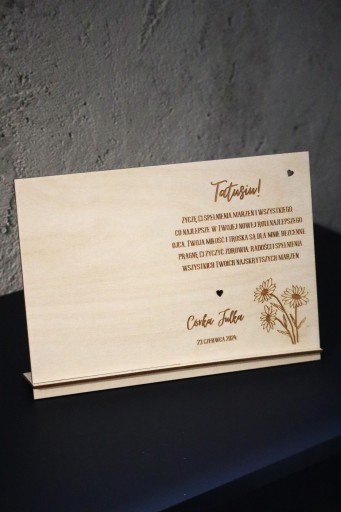 Tatusiu!
ŻYCZĘ CI SPEŁNIENIA MARZEŃ I WSZYSTKIEGO
CO NAJLEPSZE W TWOJEJ NOWEJ ROLI NAJLEPSZEGO
OJCA. TWOJA MIŁOŚĆ I TROSKA SĄ DLA MNIE BEZCENNE.
PRAGNĘ CI ŻYCZYĆ ZDROWIA, RADOŚCI I SPEŁNIENIA
WSZYSTKICH TWOICH NAJSKRYTSZYCH MARZEŃ
Córka Julka
23 CZERWCA 2024